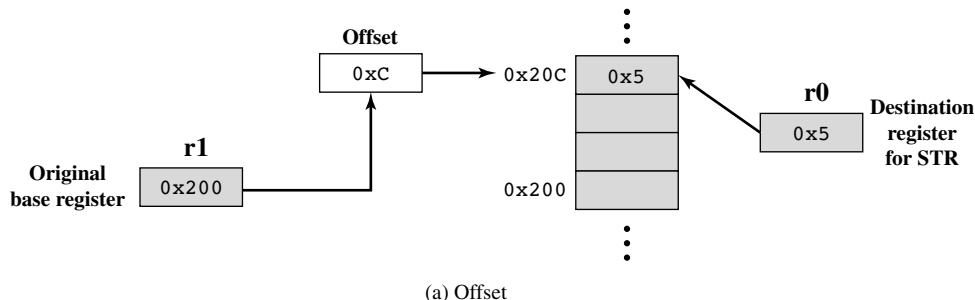 Offset
0xC
0x20C
0x5
r0
0x5
Destination
register
for STR
r1
0x200
Original
base register
0x200
(a) Offset